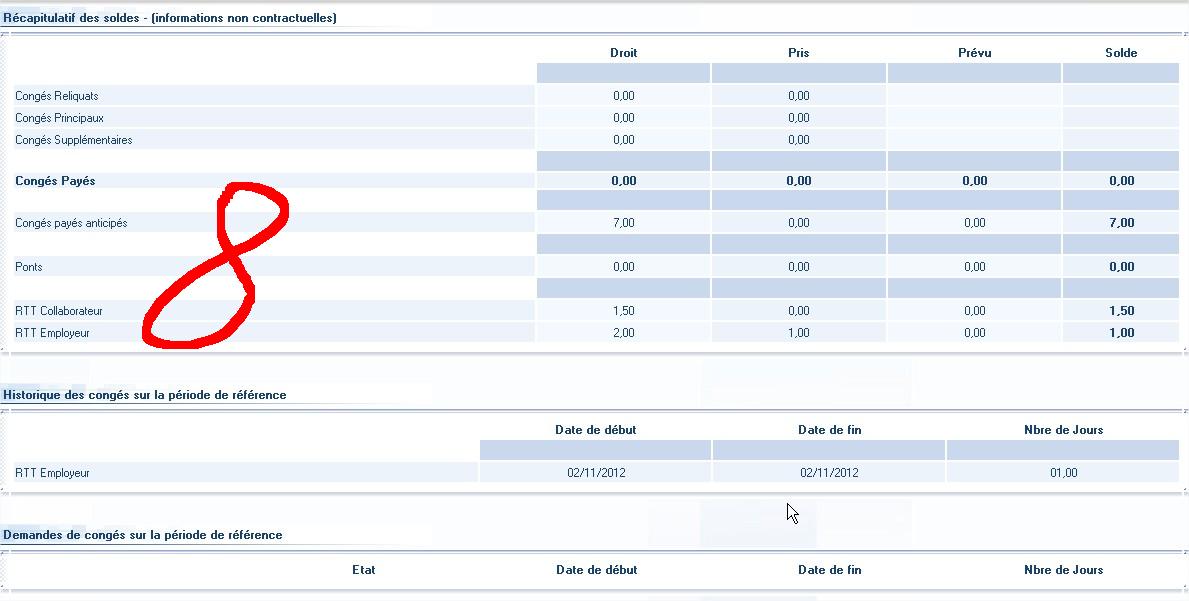 Récapitulatif des soldes - (informations non contractuelles)
Droit Pris Prévu Solde
Congés Reliquats 0,00 0,00
Congés Principaux 0,00 0,00
Congés Supplémentaires 0,00 0,00
Congés Payés 0,00 0,00 0,00 0,00
Congés payés anticipés 7,00 0,00 0,00 7,00
Ponts 0,00 0,00 0,00 0,00
8
RTT Collaborateur 1,50 0,00 0,00 1,50
RTT Employeur 2,00 1,00 0,00 1,00
Historique des congés sur la période de référence
Date de début Date de fin Nbre de Jours
RTT Employeur 02/11/2012 02/11/2012 01,00
Demandes de congés sur la période de référence
Etat Date de début Date de fin Nbre de Jours